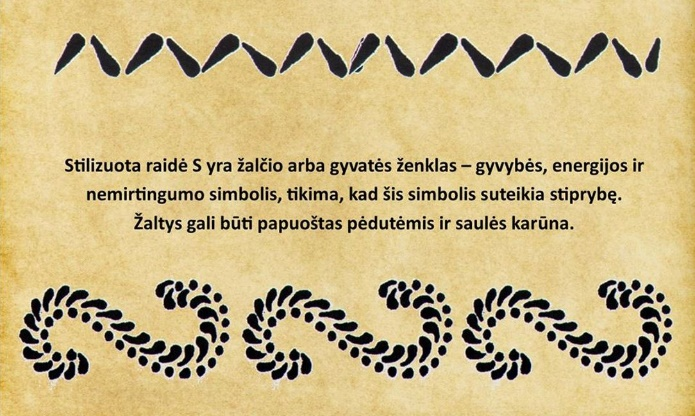 Stilizuota raidė S yra žalčio arba gyvatės ženklas – gyvybės, energijos ir
nemirtingumo simbolis, tikima, kad šis simbolis suteikia stiprybę.
Žaltys gali būti papuoštas pėdutėmis ir saulės karūna.